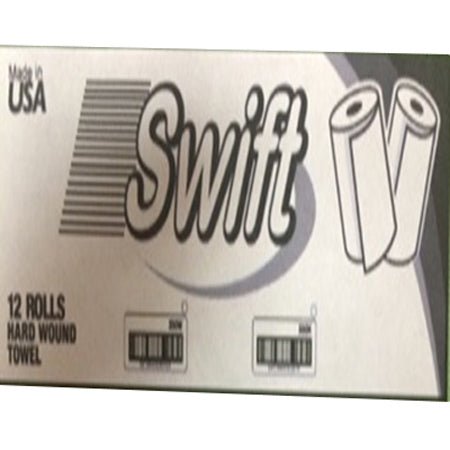 Made in
USA
Swift
12 ROLLS
HARD WOUND
TOWEL